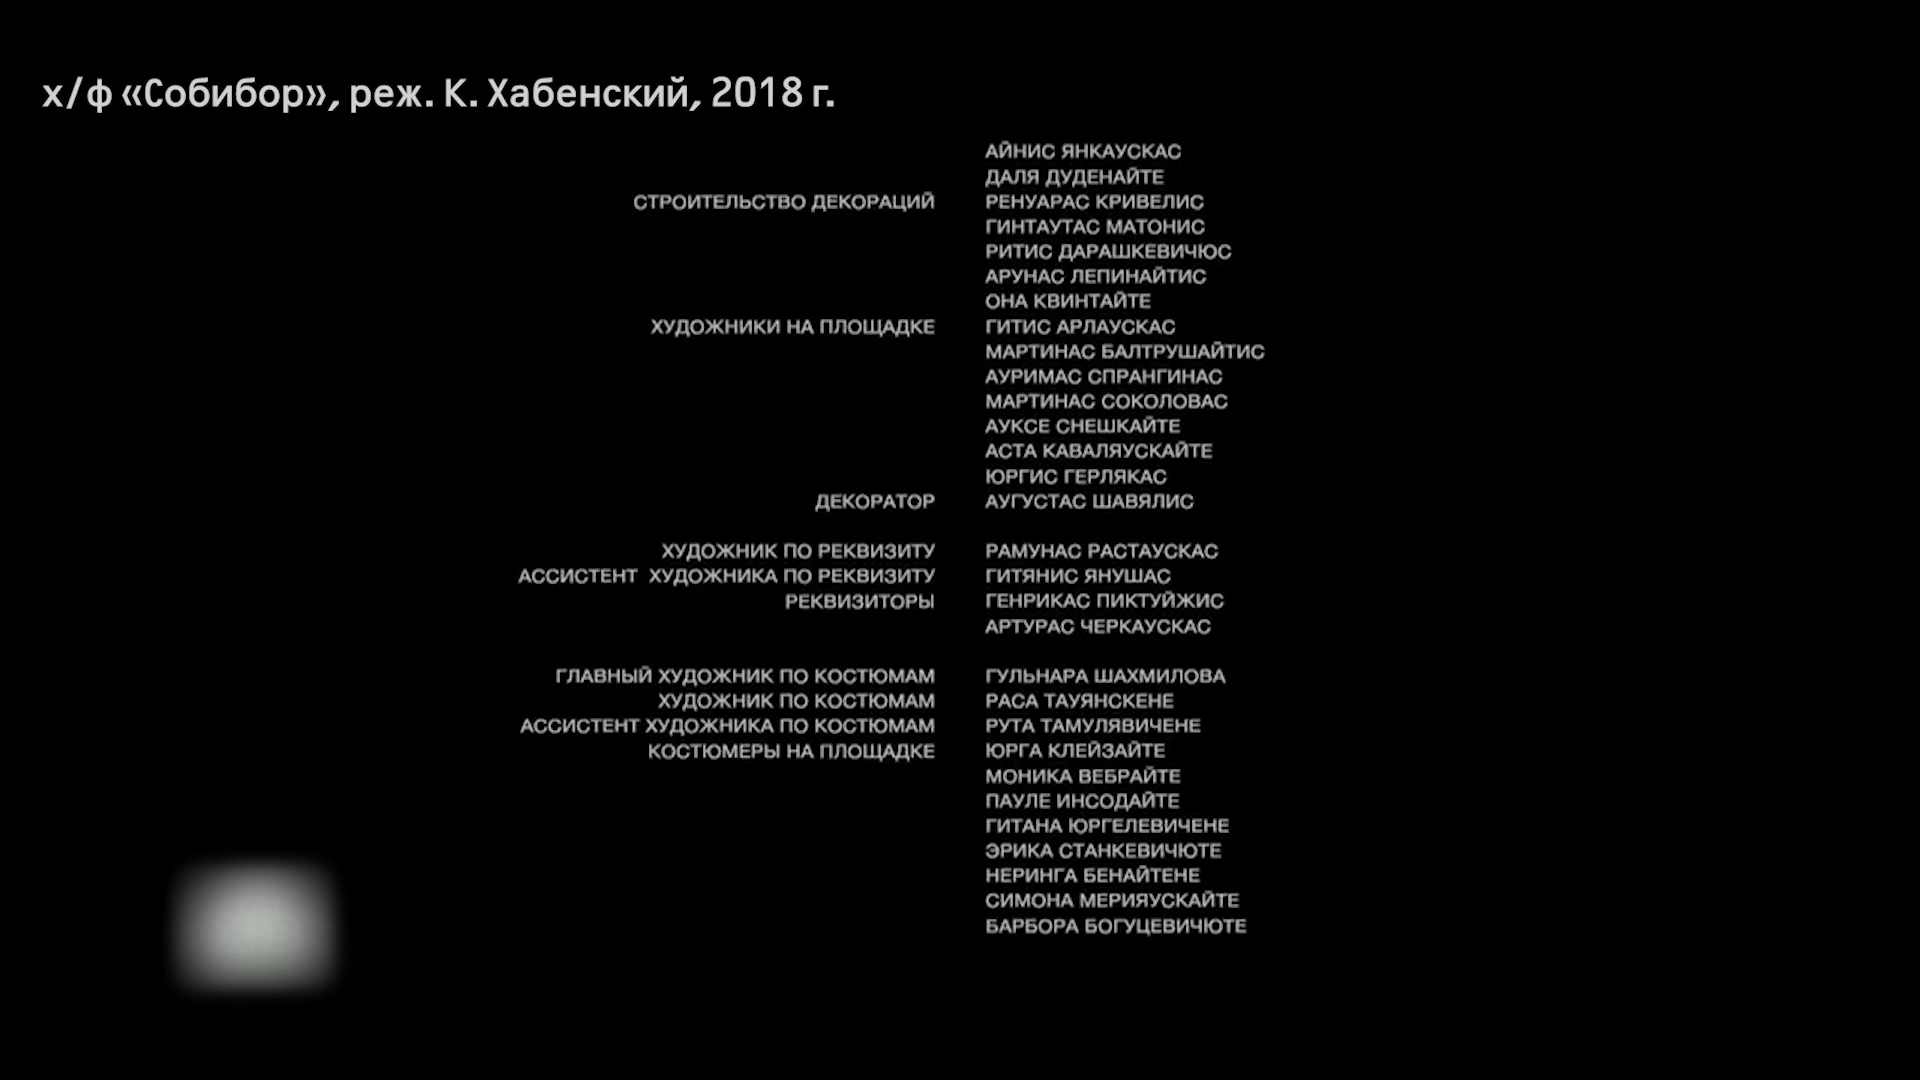 х/ф «Собибор», реж. К. Хабенский, 2018 г.
АЙНИС ЯНКАУСКАС
ДАЛЯ ДУДЕНАЙТЕ
СТРОИТЕЛЬСТВО ДЕКОРАЦИЙ РЕНУАРАС КРИВЕЛИС
ГИНТАУТАС МАТОНИС
РИТИС ДАРАШКЕВИЧЮС
АРУНАС ЛЕПИНАЙТИС
ОНА КВИНТАЙТЕ
ХУДОЖНИКИ НА ПЛОЩАДКЕ ГИТИС АРЛАУСКАС
МАРТИНАС БАЛТРУШАЙТИС
АУРИМАС СПРАНГИНАС
МАРТИНАС СОКОЛОВАС
АУКСЕ СНЕШКАЙТЕ
АСТА КАВАЛЯУСКАЙТЕ
ЮРГИС ГЕРЛЯКАС
ДЕКОРАТОР АУГУСТАС ШАВЯЛИС
ХУДОЖНИК ПО РЕКВИЗИТУ РАМУНАС РАСТАУСКАС
АССИСТЕНТ ХУДОЖНИКА ПО РЕКВИЗИТУ ГИТЯНИС ЯНУШАС
РЕКВИЗИТОРЫ ГЕНРИКАС ПИКТУЙЖИС
АРТУРАС ЧЕРКАУСКАС
ГЛАВНЫЙ ХУДОЖНИК ПО КОСТЮМАМ ГУЛЬНАРА ШАХМИЛОВА
ХУДОЖНИК ПО КОСТЮМАМ РАСА ТАУЯНСКЕНЕ
АССИСТЕНТ ХУДОЖНИКА ПО КОСТЮМАМ РУТА ТАМУЛЯВИЧЕНЕ
КОСТЮМЕРЫ НА ПЛОЩАДКЕ ЮРГА КЛЕЙЗАЙТЕ
МОНИКА ВЕБРАЙТЕ
ПАУЛЕ ИНСОДАЙТЕ
ГИТАНА ЮРГЕЛЕВИЧЕНЕ
ЭРИКА СТАНКЕВИЧЮТЕ
НЕРИНГА БЕНАЙТЕНЕ
СИМОНА МЕРИЯУСКАЙТЕ
БАРБОРА БОГУЦЕВИЧЮТЕ